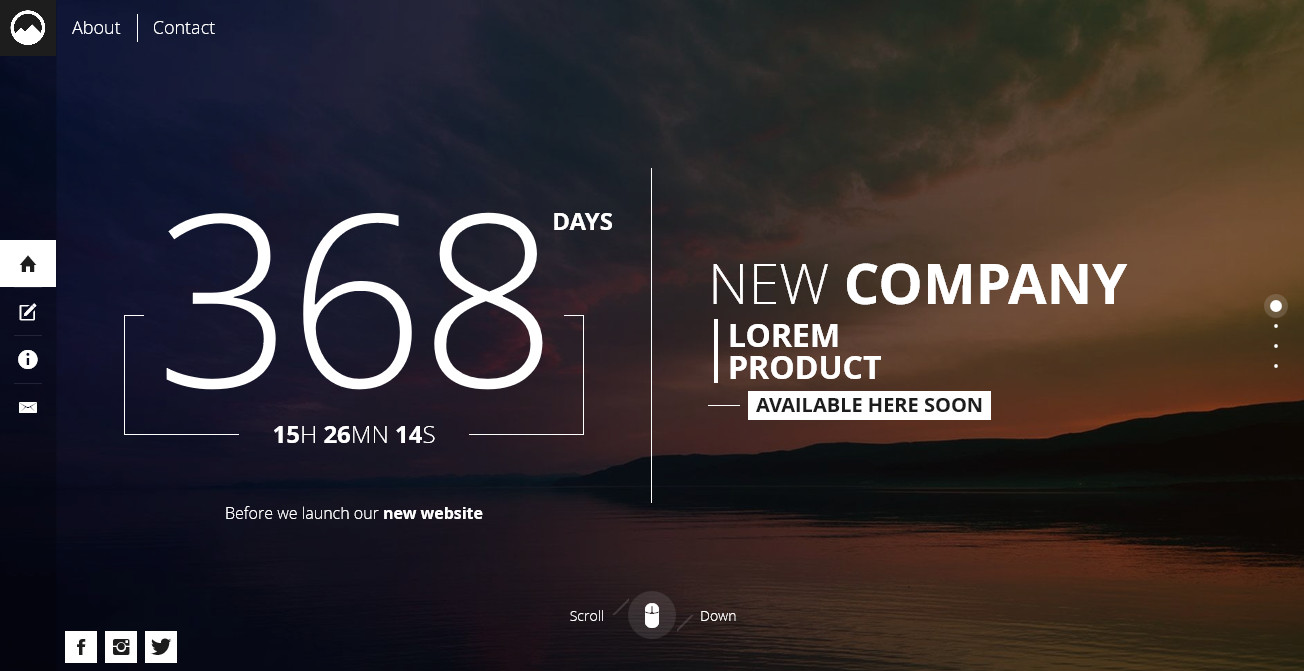 About
Contact
368 DAYS
15H 26MN 14S
Before we launch our new website
NEW COMPANY
LOREM
PRODUCT
AVAILABLE HERE SOON
Scroll
Down